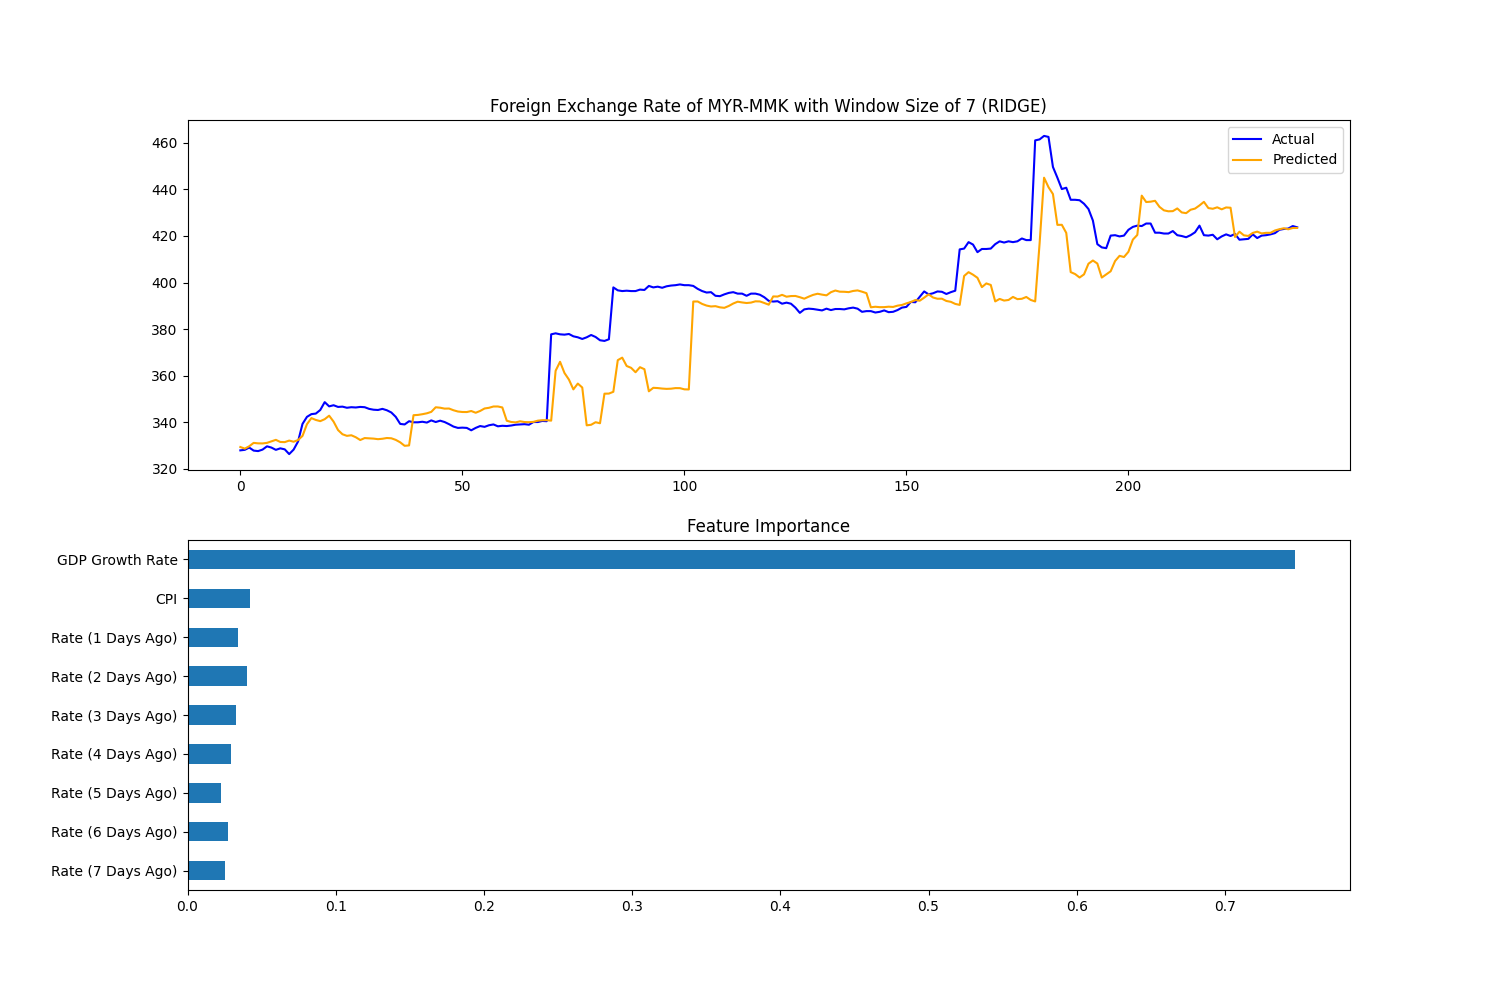 Foreign Exchange Rate of MYR-MMK with Window Size of 7 (RIDGE)
460
440
420
400
380
360
340
320
Actual
Predicted
0
50
100
150
200
Feature Importance
GDP Growth Rate
CPI
Rate (1 Days Ago)
Rate (2 Days Ago)
Rate (3 Days Ago)
Rate (4 Days Ago)
Rate (5 Days Ago)
Rate (6 Days Ago)
Rate (7 Days Ago)
0.0
0.1
0.2
0.3
0.4
0.5
0.6
0.7